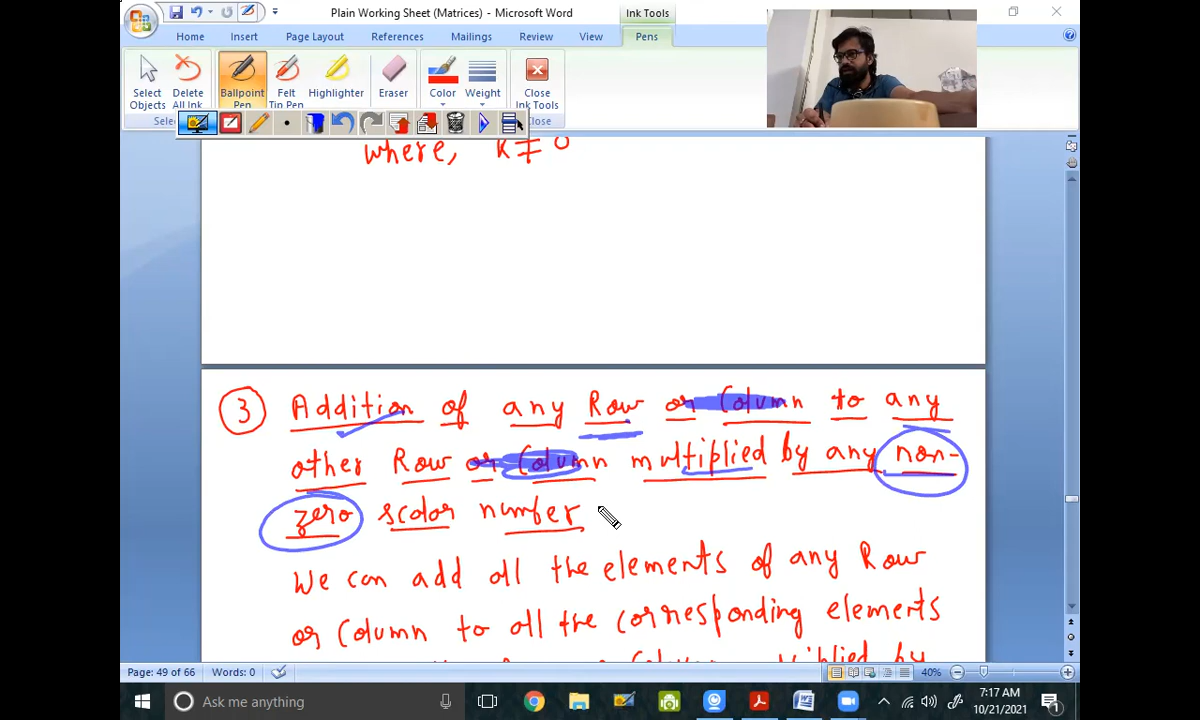 Plain Working Sheet (Matrices) - Microsoft Word
Ink Tools
Home Insert Page Layout References Mailings Review View Pens
Select Objects
Delete All Ink
Ballpoint Pen
Felt Tip Pen
Highlighter
Eraser
Color
Weight
Close Ink Tools
Close
where, K ≠ 0
3 Addition of any Row or Column to any
other Row or Column multiplied by any non-
zero scalar number
We can add all the elements of any Row
or Column to all the corresponding elements
Page: 49 of 66 Words: 0 40%
Ask me anything
7:17 AM
10/21/2021
1